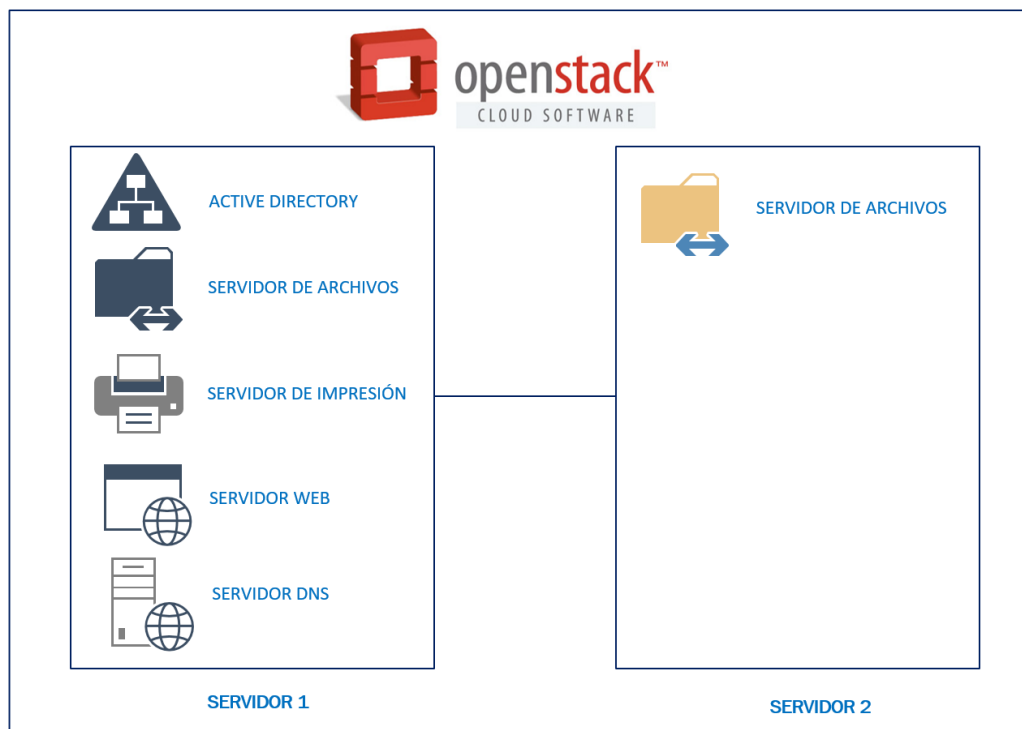 openstack™
CLOUD SOFTWARE
ACTIVE DIRECTORY
SERVIDOR DE ARCHIVOS
SERVIDOR DE IMPRESIÓN
SERVIDOR WEB
SERVIDOR DNS
SERVIDOR 1
SERVIDOR DE ARCHIVOS
SERVIDOR 2